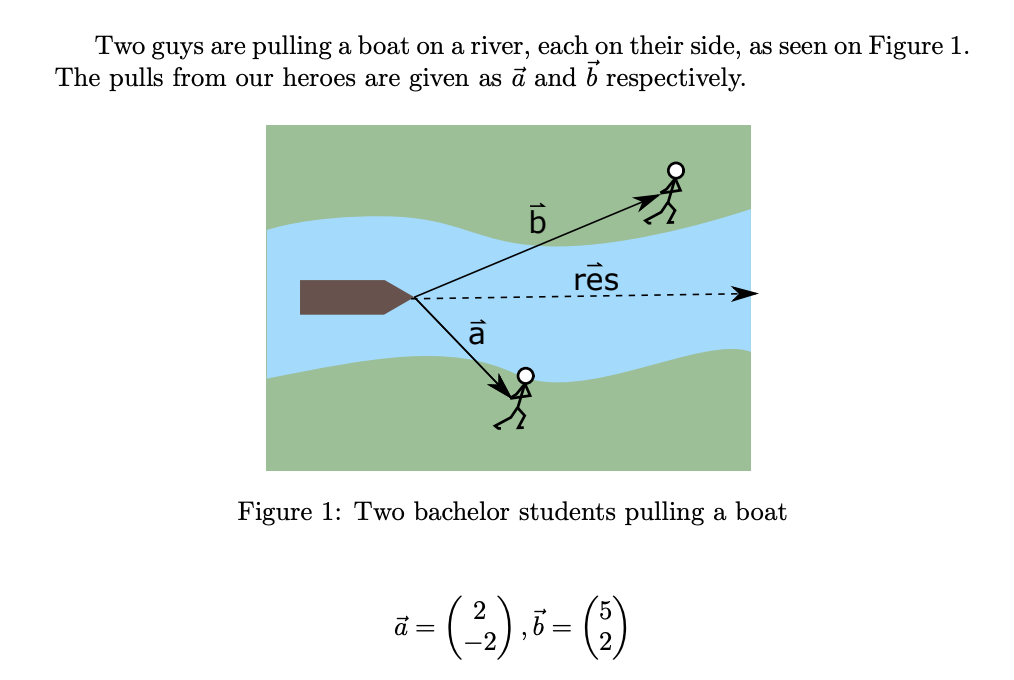 Two guys are pulling a boat on a river, each on their side, as seen on Figure 1.
The pulls from our heroes are given as $\vec{a}$ and $\vec{b}$ respectively.
$\vec{b}$
$\vec{res}$
$\vec{a}$
Figure 1: Two bachelor students pulling a boat
$\vec{a} = \begin{pmatrix} 2 \\ -2 \end{pmatrix}, \vec{b} = \begin{pmatrix} 5 \\ 2 \end{pmatrix}$